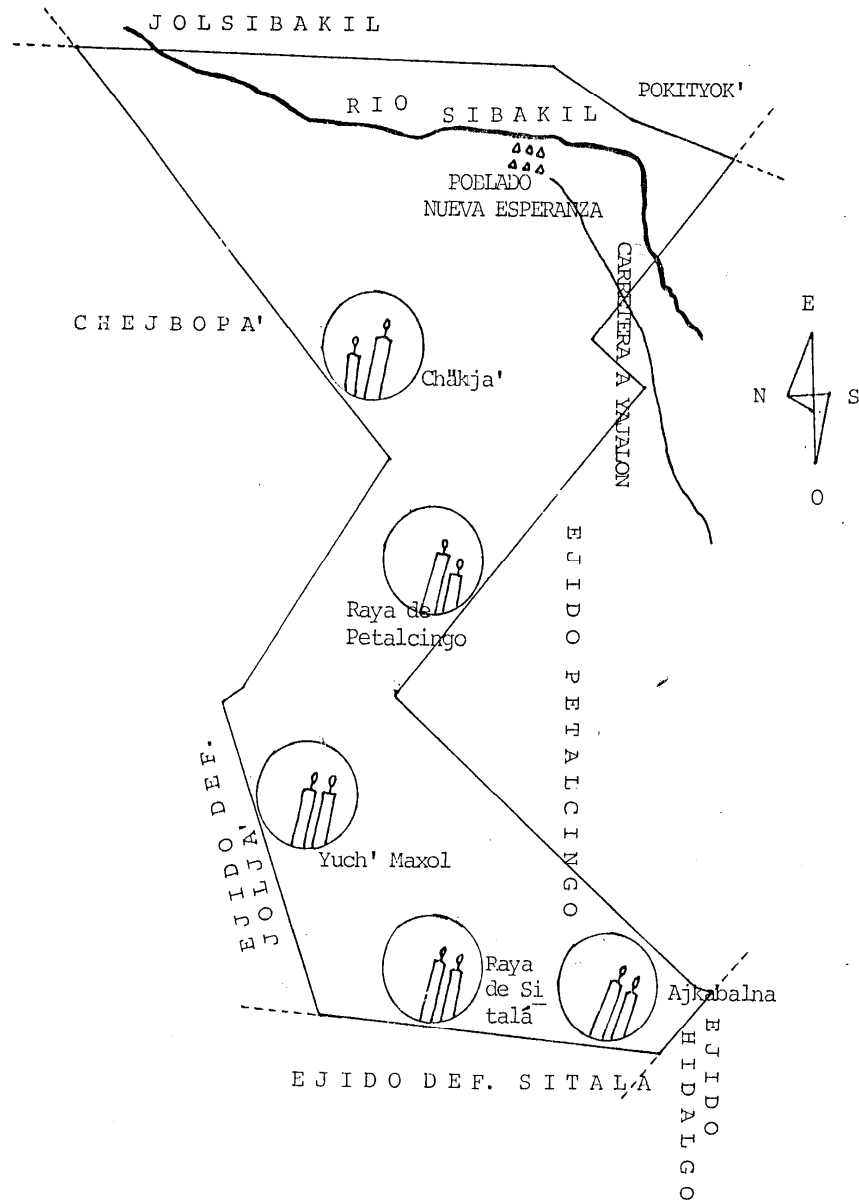 JOLSIBAKIL
POKITYOK'
RIO SIBAKIL
POBLADO
NUEVA ESPERANZA
CARRETERA A YAJALON
CHEJBOPA'
Chäkja'
E
N S
O
EJIDO PETALCINGO
Raya de
Petalcingo
EJIDO DEF.
JOLJA'
Yuch' Maxol
Raya
de Si
talá
Ajkabalna
EJIDO DEF. SITALA
EJIDO
HIDALGO